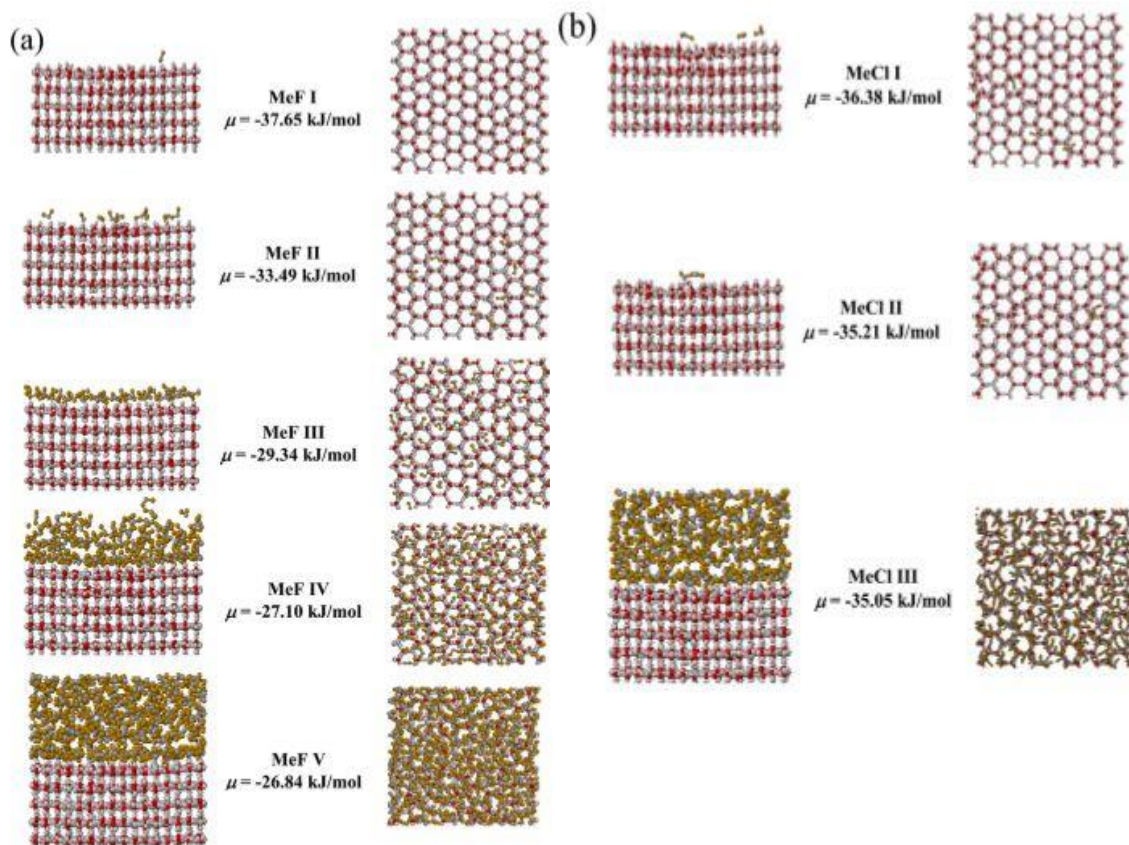 (a)
MeF I
μ = -37.65 kJ/mol
MeF II
μ = -33.49 kJ/mol
MeF III
μ = -29.34 kJ/mol
MeF IV
μ = -27.10 kJ/mol
MeF V
μ = -26.84 kJ/mol
(b)
MeCl I
μ = -36.38 kJ/mol
MeCl II
μ = -35.21 kJ/mol
MeCl III
μ = -35.05 kJ/mol